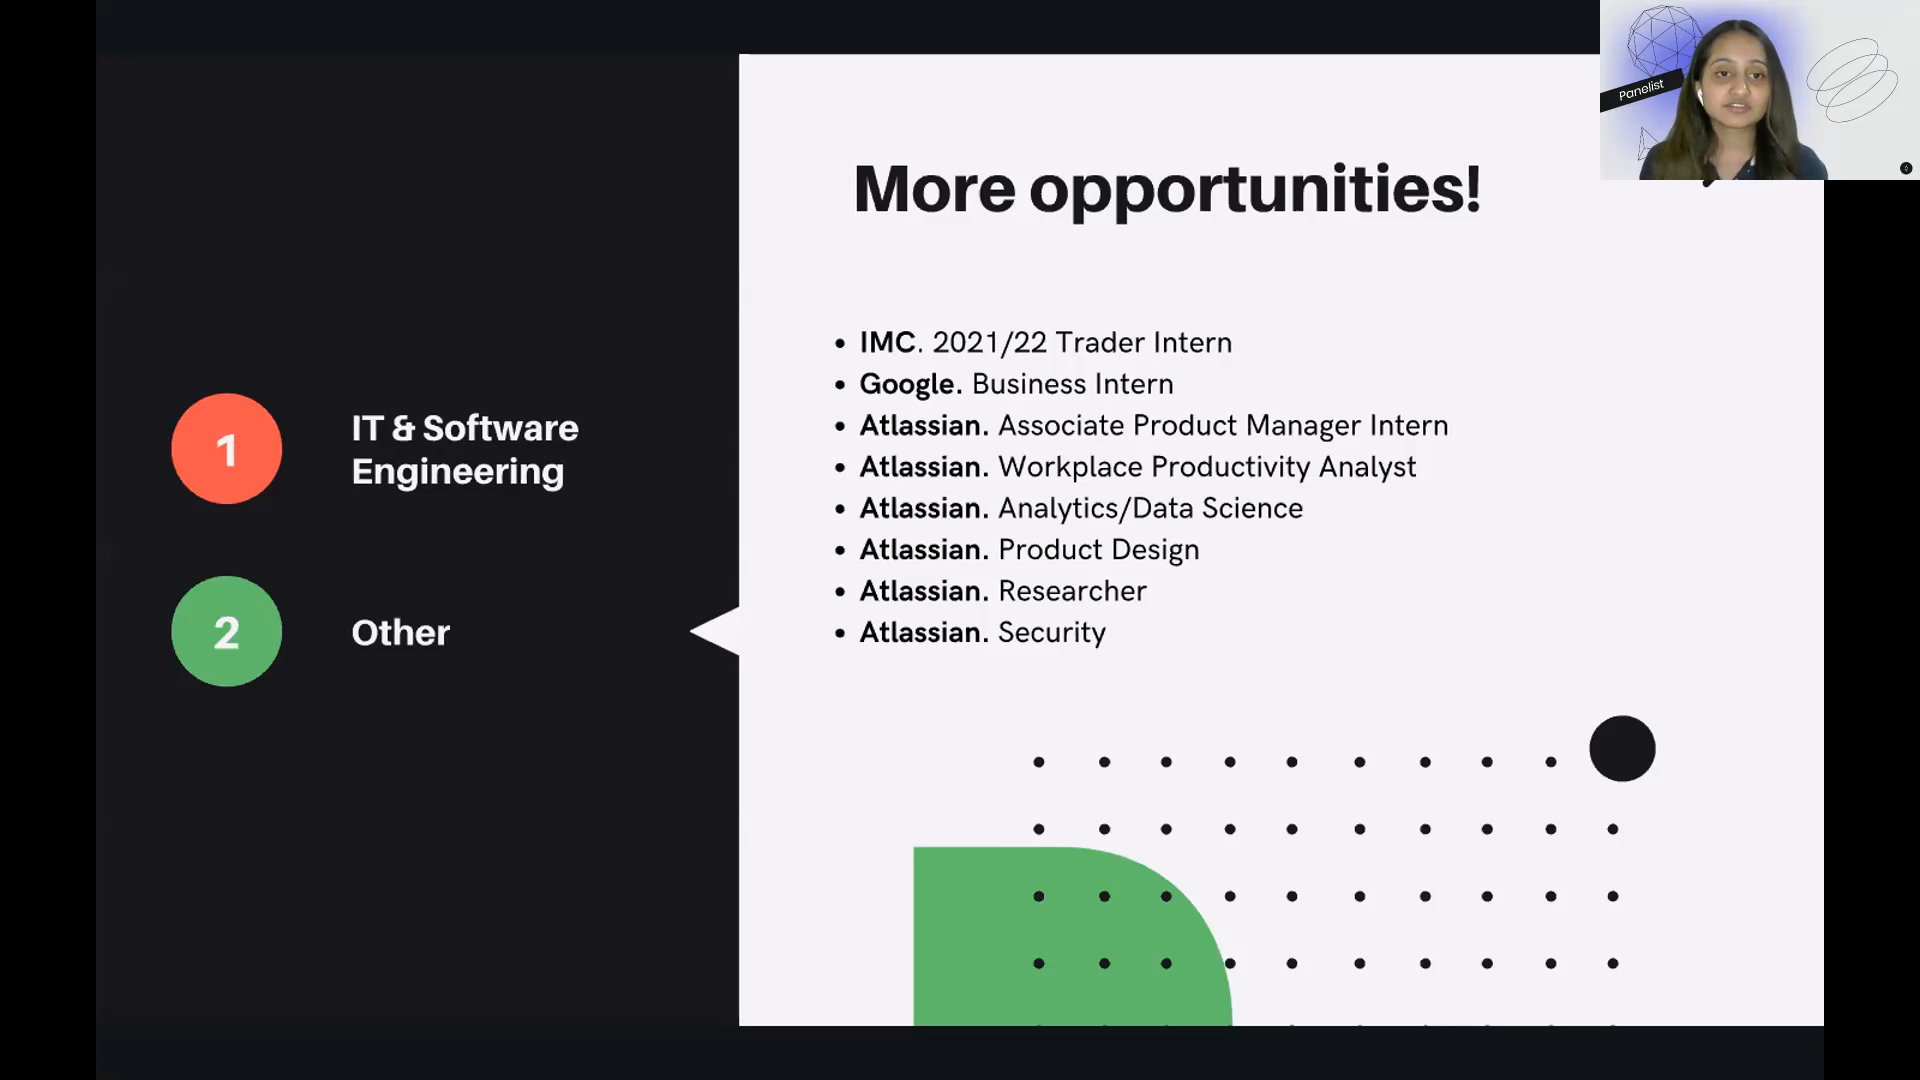 Panelist
More opportunities!
1
IT & Software
Engineering
2
Other
• IMC. 2021/22 Trader Intern
• Google. Business Intern
• Atlassian. Associate Product Manager Intern
• Atlassian. Workplace Productivity Analyst
• Atlassian. Analytics/Data Science
• Atlassian. Product Design
• Atlassian. Researcher
• Atlassian. Security